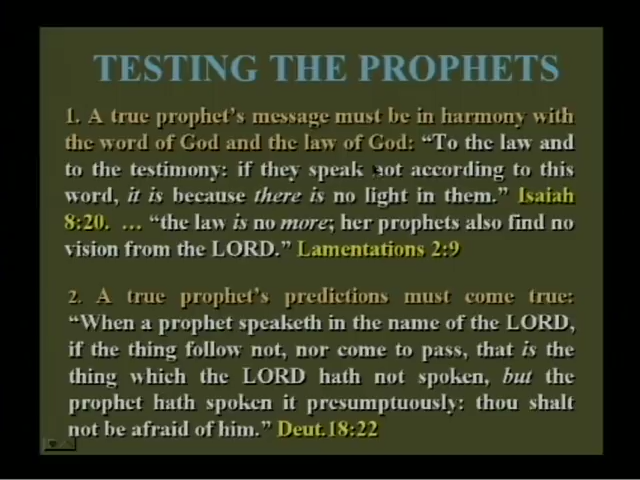 TESTING THE PROPHETS
1. A true prophet's message must be in harmony with
the word of God and the law of God: “To the law and
to the testimony: if they speak not according to this
word, it is because there is no light in them.” Isaiah
8:20. … “the law is no more; her prophets also find no
vision from the LORD.” Lamentations 2:9
2. A true prophet's predictions must come true:
“When a prophet speaketh in the name of the LORD,
if the thing follow not, nor come to pass, that is the
thing which the LORD hath not spoken, but the
prophet hath spoken it presumptuously: thou shalt
not be afraid of him.” Deut.18:22